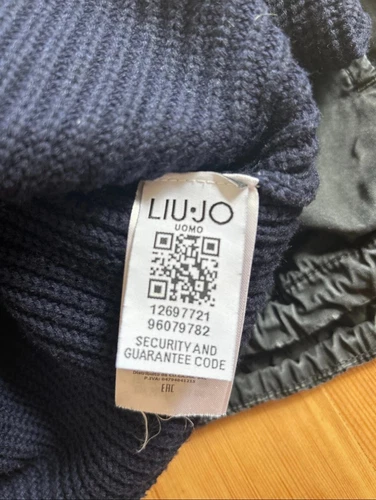 LIU·JO
UOMO
12697721
96079782
SECURITY AND
GUARANTEE CODE
EAC